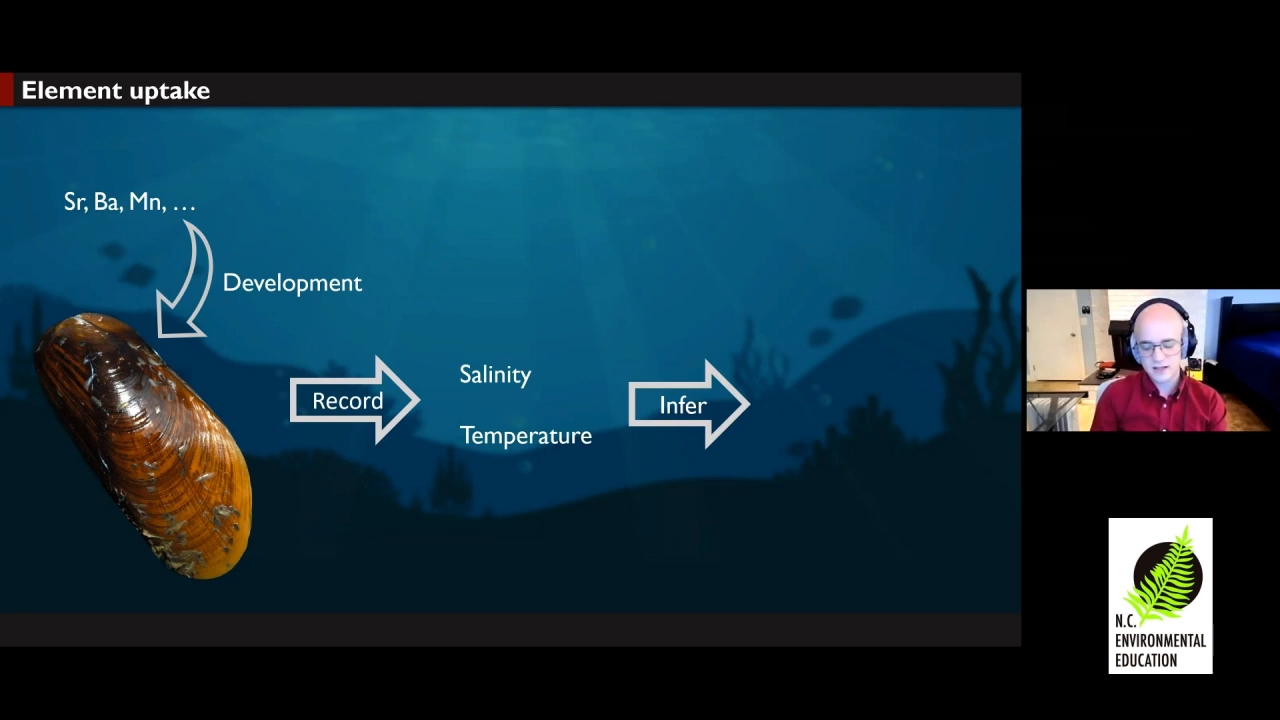 Element uptake
Sr, Ba, Mn, …
Development
Record
Salinity
Temperature
Infer
N.C.
ENVIRONMENTAL
EDUCATION